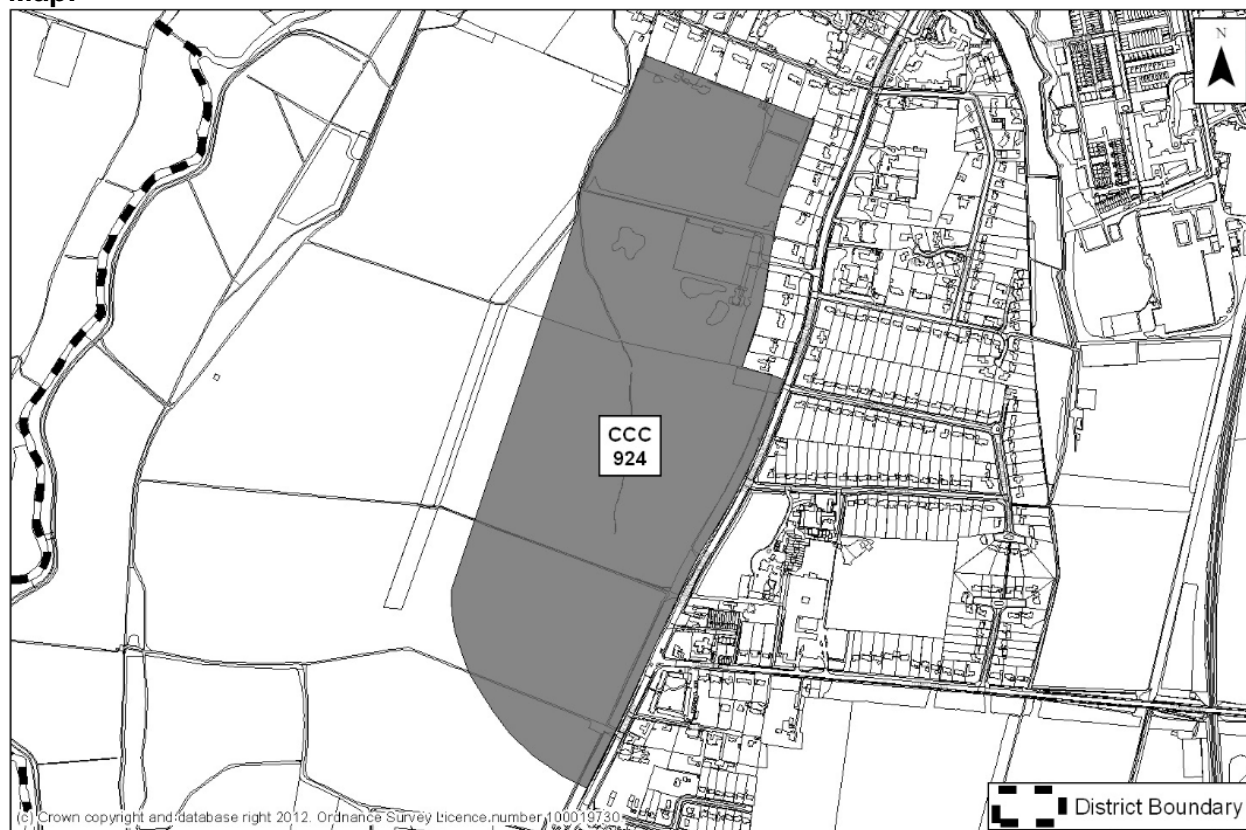 Map:
N
CCC
924
(c) Crown copyright and database right 2012. Ordnance Survey Licence number 100019730
District Boundary